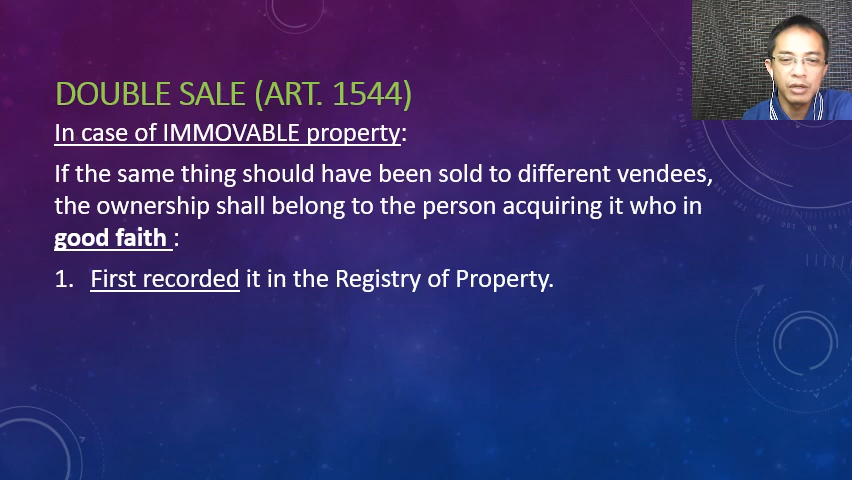 DOUBLE SALE (ART. 1544)
In case of IMMOVABLE property:
If the same thing should have been sold to different vendees,
the ownership shall belong to the person acquiring it who in
good faith :
1. First recorded it in the Registry of Property.